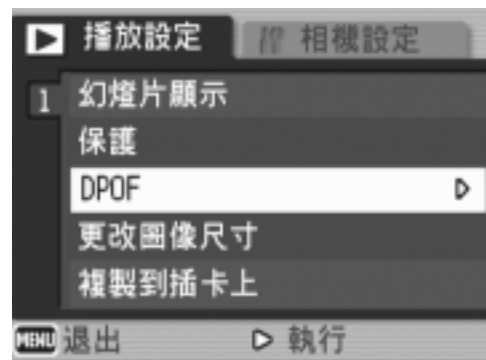 播放設定 相機設定
1 幻燈片顯示
保護
DPOF
更改圖像尺寸
複製到插卡上
MENU 退出 執行